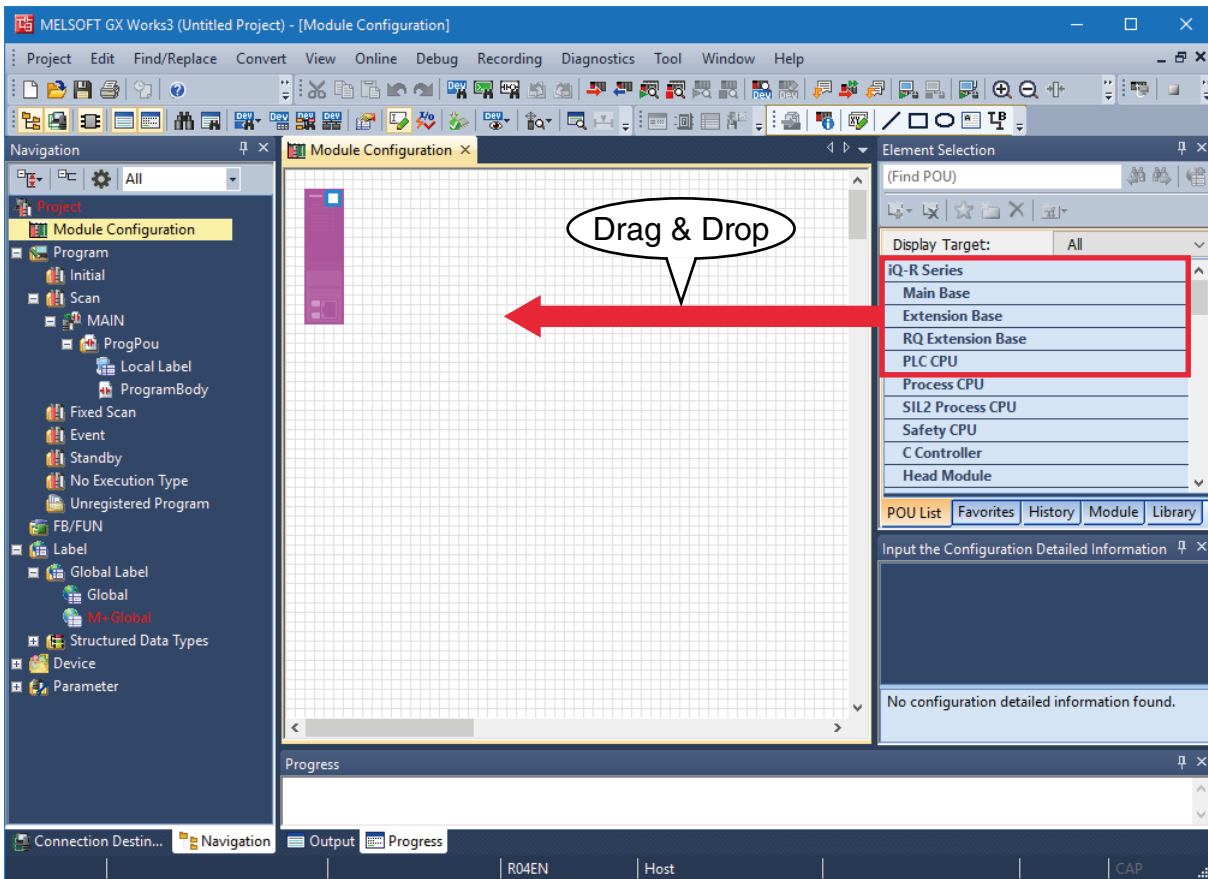 MELSOFT GX Works3 (Untitled Project) - [Module Configuration]
Project Edit Find/Replace Convert View Online Debug Recording Diagnostics Tool Window Help
Navigation
All
Project
Module Configuration
Program
Initial
Scan
MAIN
ProgPou
Local Label
ProgramBody
Fixed Scan
Event
Standby
No Execution Type
Unregistered Program
FB/FUN
Label
Global Label
Global
M+Global
Structured Data Types
Device
Parameter
Connection Destin... Navigation
Module Configuration
Drag & Drop
Element Selection
(Find POU)
Display Target: All
iQ-R Series
Main Base
Extension Base
RQ Extension Base
PLC CPU
Process CPU
SIL2 Process CPU
Safety CPU
C Controller
Head Module
POU List Favorites History Module Library
Input the Configuration Detailed Information
No configuration detailed information found.
Progress
Output Progress
R04EN Host CAP